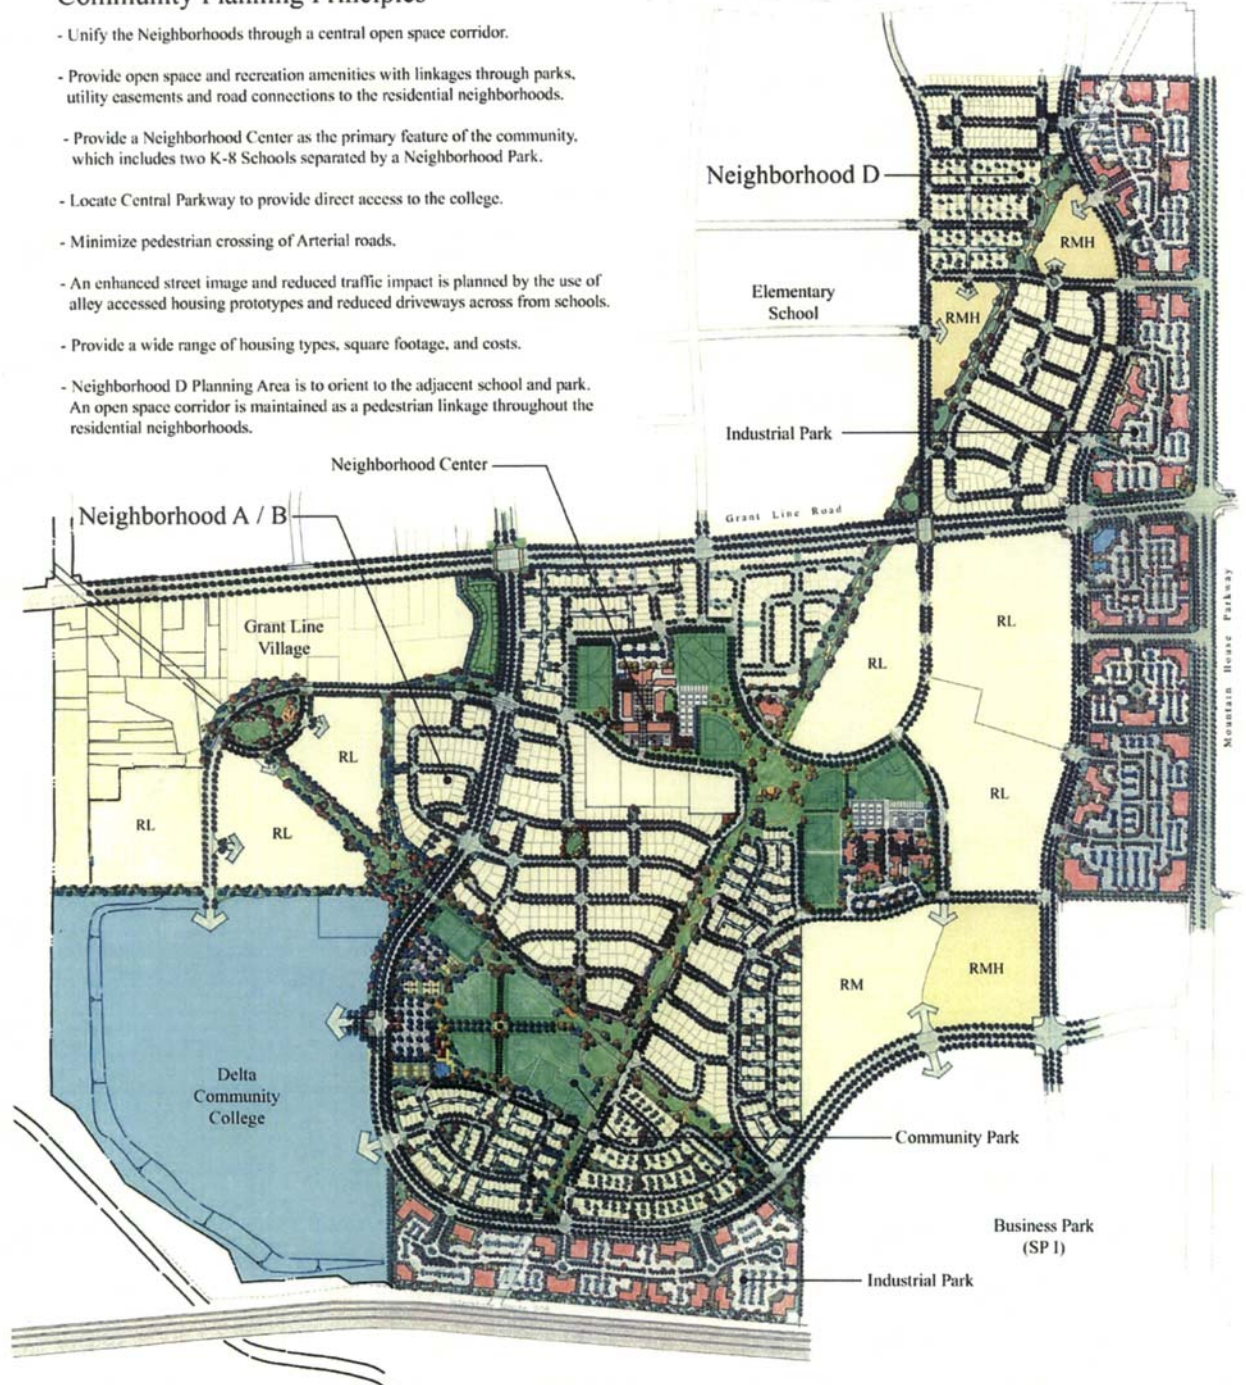 Community Planning Principles
- Unify the Neighborhoods through a central open space corridor.
- Provide open space and recreation amenities with linkages through parks,
utility easements and road connections to the residential neighborhoods.
- Provide a Neighborhood Center as the primary feature of the community,
which includes two K-8 Schools separated by a Neighborhood Park.
- Locate Central Parkway to provide direct access to the college.
- Minimize pedestrian crossing of Arterial roads.
- An enhanced street image and reduced traffic impact is planned by the use of
alley accessed housing prototypes and reduced driveways across from schools.
- Provide a wide range of housing types, square footage, and costs.
- Neighborhood D Planning Area is to orient to the adjacent school and park.
An open space corridor is maintained as a pedestrian linkage throughout the
residential neighborhoods.
Neighborhood D
RMH
Elementary
School
RMH
Industrial Park
Neighborhood Center
Neighborhood A / B
Grant Line Road
Mountain House Parkway
Grant Line
Village
RL
RL
RL
RL
RL
RL
RM
RMH
Delta
Community
College
Community Park
Business Park
(SP I)
Industrial Park